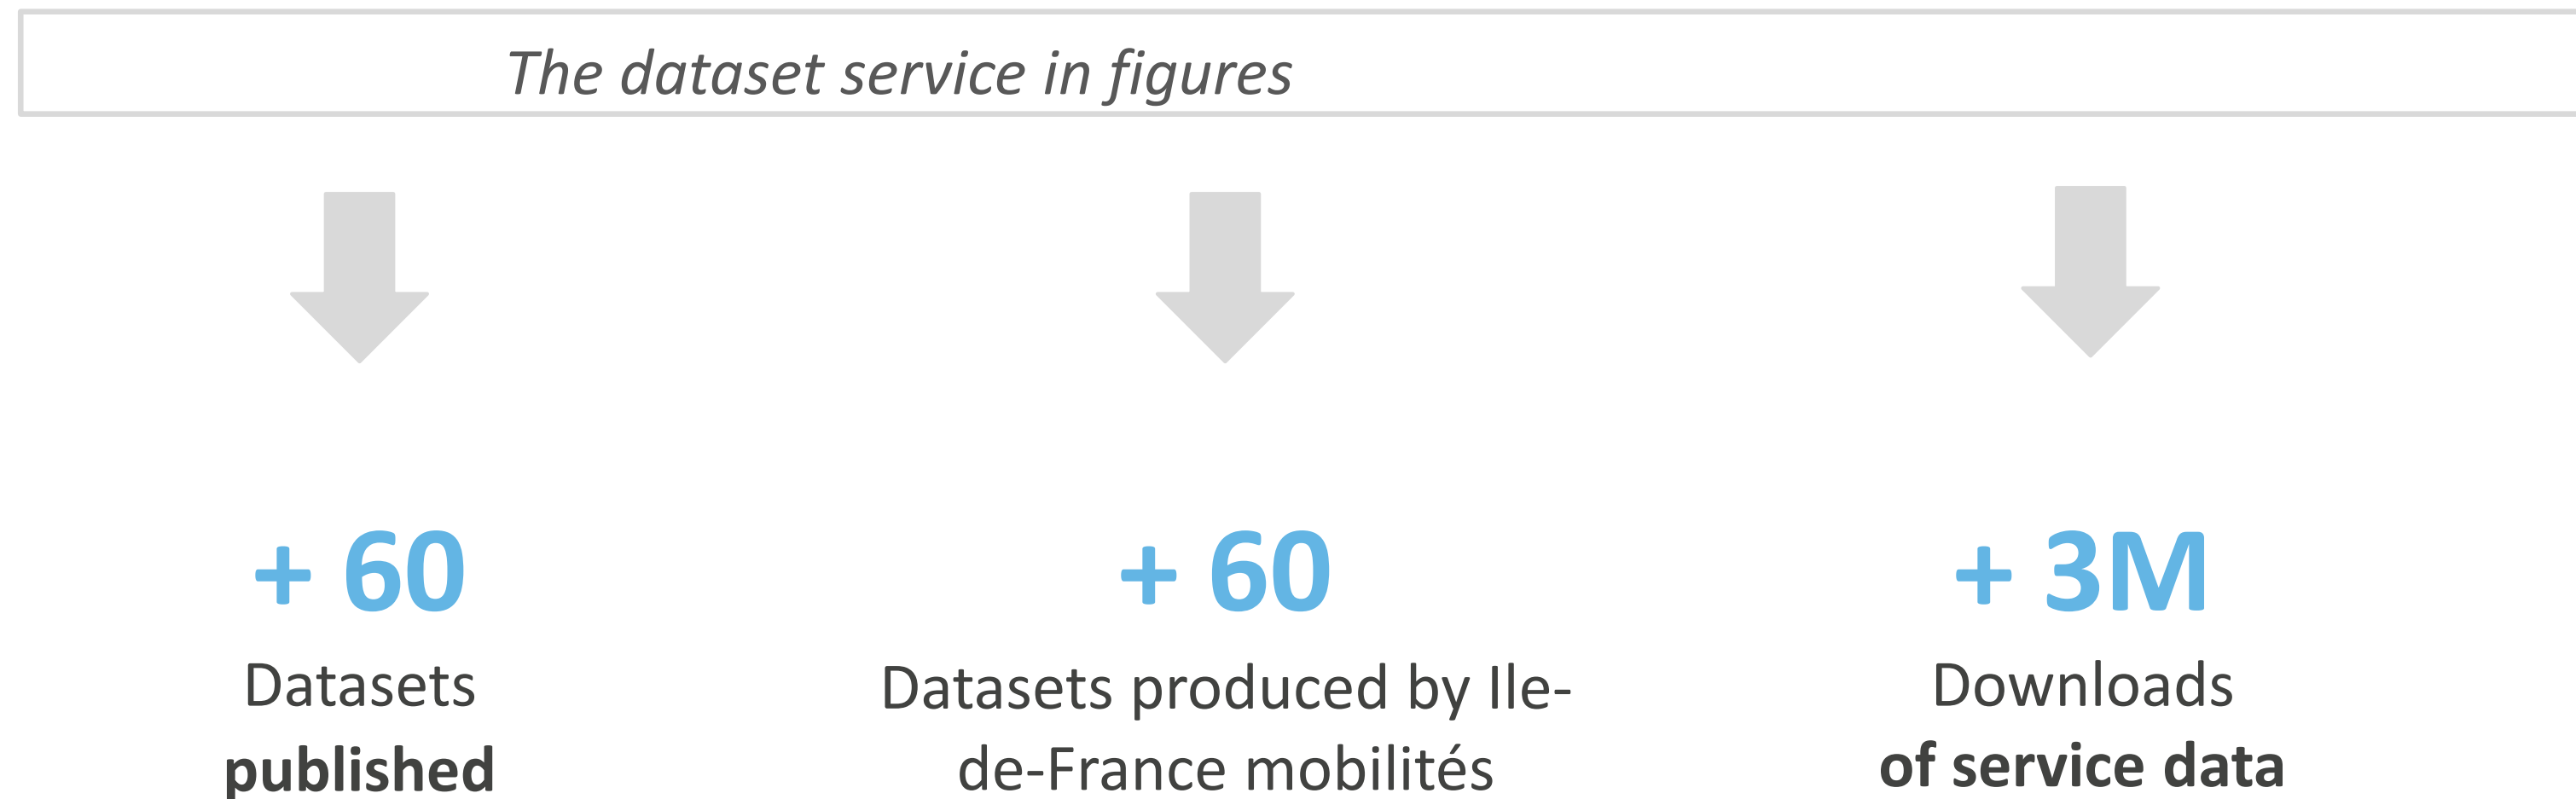 The dataset service in figures
+ 60
Datasets
published
+ 60
Datasets produced by Ile-
de-France mobilités
+ 3M
Downloads
of service data